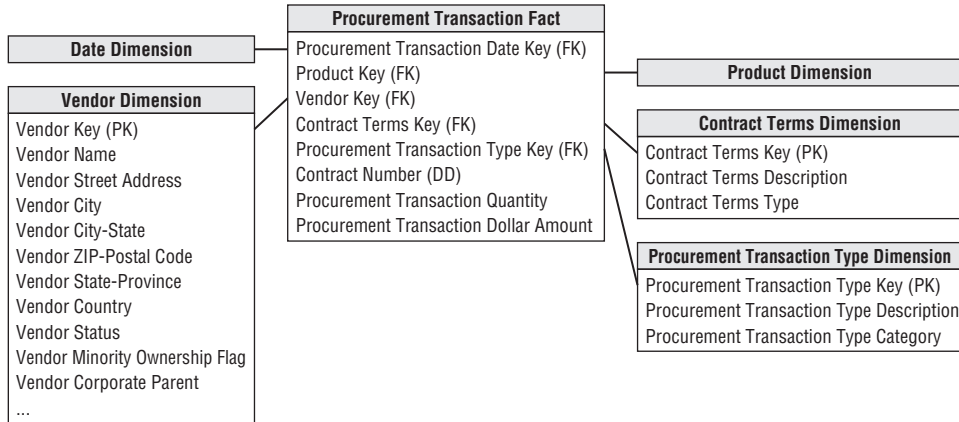 Date Dimension
Vendor Dimension
Vendor Key (PK)
Vendor Name
Vendor Street Address
Vendor City
Vendor City-State
Vendor ZIP-Postal Code
Vendor State-Province
Vendor Country
Vendor Status
Vendor Minority Ownership Flag
Vendor Corporate Parent
...
Procurement Transaction Fact
Procurement Transaction Date Key (FK)
Product Key (FK)
Vendor Key (FK)
Contract Terms Key (FK)
Procurement Transaction Type Key (FK)
Contract Number (DD)
Procurement Transaction Quantity
Procurement Transaction Dollar Amount
Product Dimension
Contract Terms Dimension
Contract Terms Key (PK)
Contract Terms Description
Contract Terms Type
Procurement Transaction Type Dimension
Procurement Transaction Type Key (PK)
Procurement Transaction Type Description
Procurement Transaction Type Category